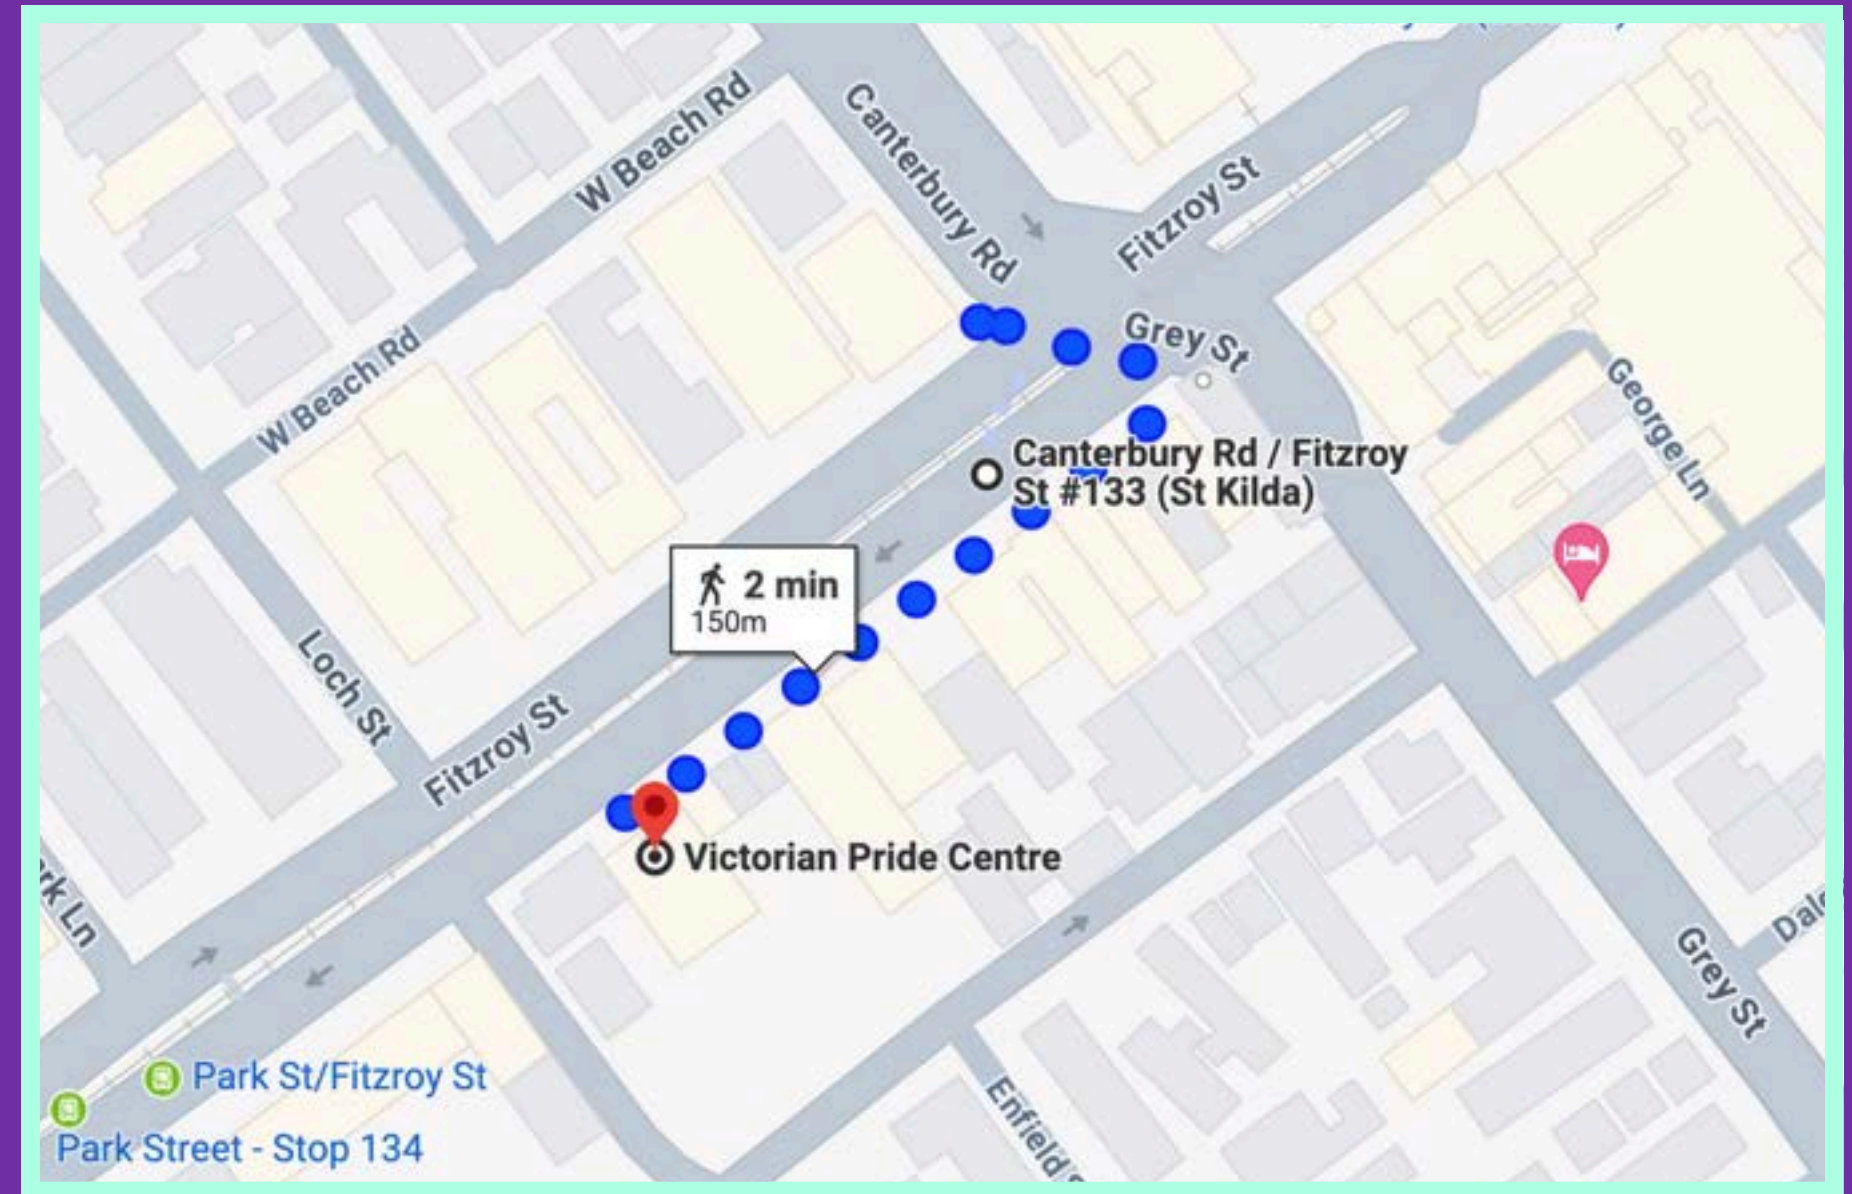 W Beach Rd
Canterbury Rd
Fitzroy St
Grey St
W Beach Rd
George Ln
Canterbury Rd / Fitzroy
St #133 (St Kilda)
2 min
150m
Loch St
Fitzroy St
Victorian Pride Centre
Grey St
Park St/Fitzroy St
Park Street - Stop 134
Enfield